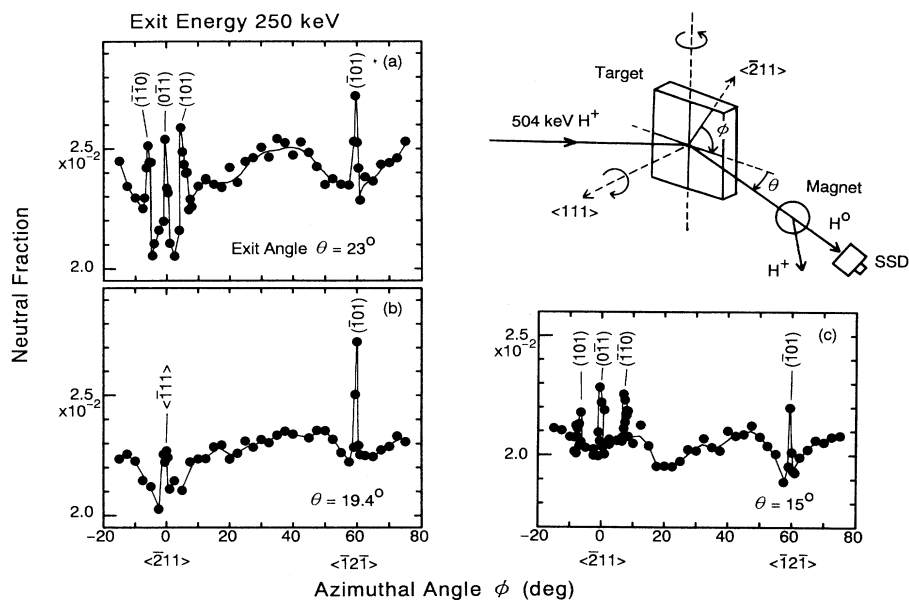 Exit Energy 250 keV
(a)
(1̄1̄0)
(01̄1)
(101)
(1̄01)
2.5
x10⁻²
2.0
Exit Angle θ = 23°
Target
<2̄11>
504 keV H⁺
ϕ
θ
<111>
Magnet
H⁰
H⁺
SSD
Neutral Fraction
(b)
<1̄11>
(1̄01)
2.5
x10⁻²
2.0
θ = 19.4°
-20 0 20 40 60 80
<2̄11> <1̄21̄>
(c)
(101)
(01̄1)
(1̄1̄0)
(1̄01)
2.5
x10⁻²
2.0
θ = 15°
-20 0 20 40 60 80
<2̄11> <1̄21̄>
Azimuthal Angle ϕ (deg)